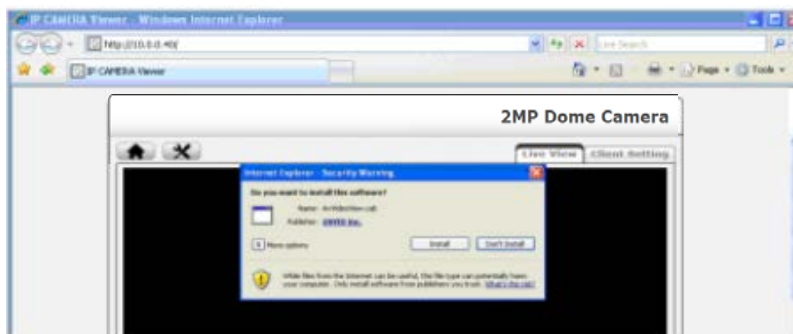 IP CAMERA Viewer - Windows Internet Explorer
http://10.0.0.40/
Live Search
IP CAMERA Viewer
Page
Tools
2MP Dome Camera
Live View
Client Setting
Internet Explorer - Security Warning
Do you want to install this software?
Name:
Publisher:
More options
Install
Don't Install
While files from the Internet can be useful, this file type can potentially harm
your computer. Only install software from publishers you trust. What's the risk?